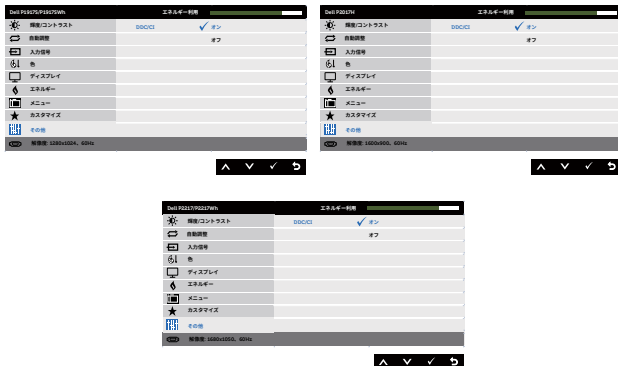 Dell P1917S/P1917SWh エネルギー利用
輝度/コントラスト DDC/CI オン
自動調整 オフ
入力信号
色
ディスプレイ
エネルギー
メニュー
カスタマイズ
その他
解像度: 1280x1024、60Hz
Dell P2017H エネルギー利用
輝度/コントラスト DDC/CI オン
自動調整 オフ
入力信号
色
ディスプレイ
エネルギー
メニュー
カスタマイズ
その他
解像度: 1600x900、60Hz
Dell P2217/P2217Wh エネルギー利用
輝度/コントラスト DDC/CI オン
自動調整 オフ
入力信号
色
ディスプレイ
エネルギー
メニュー
カスタマイズ
その他
解像度: 1680x1050、60Hz